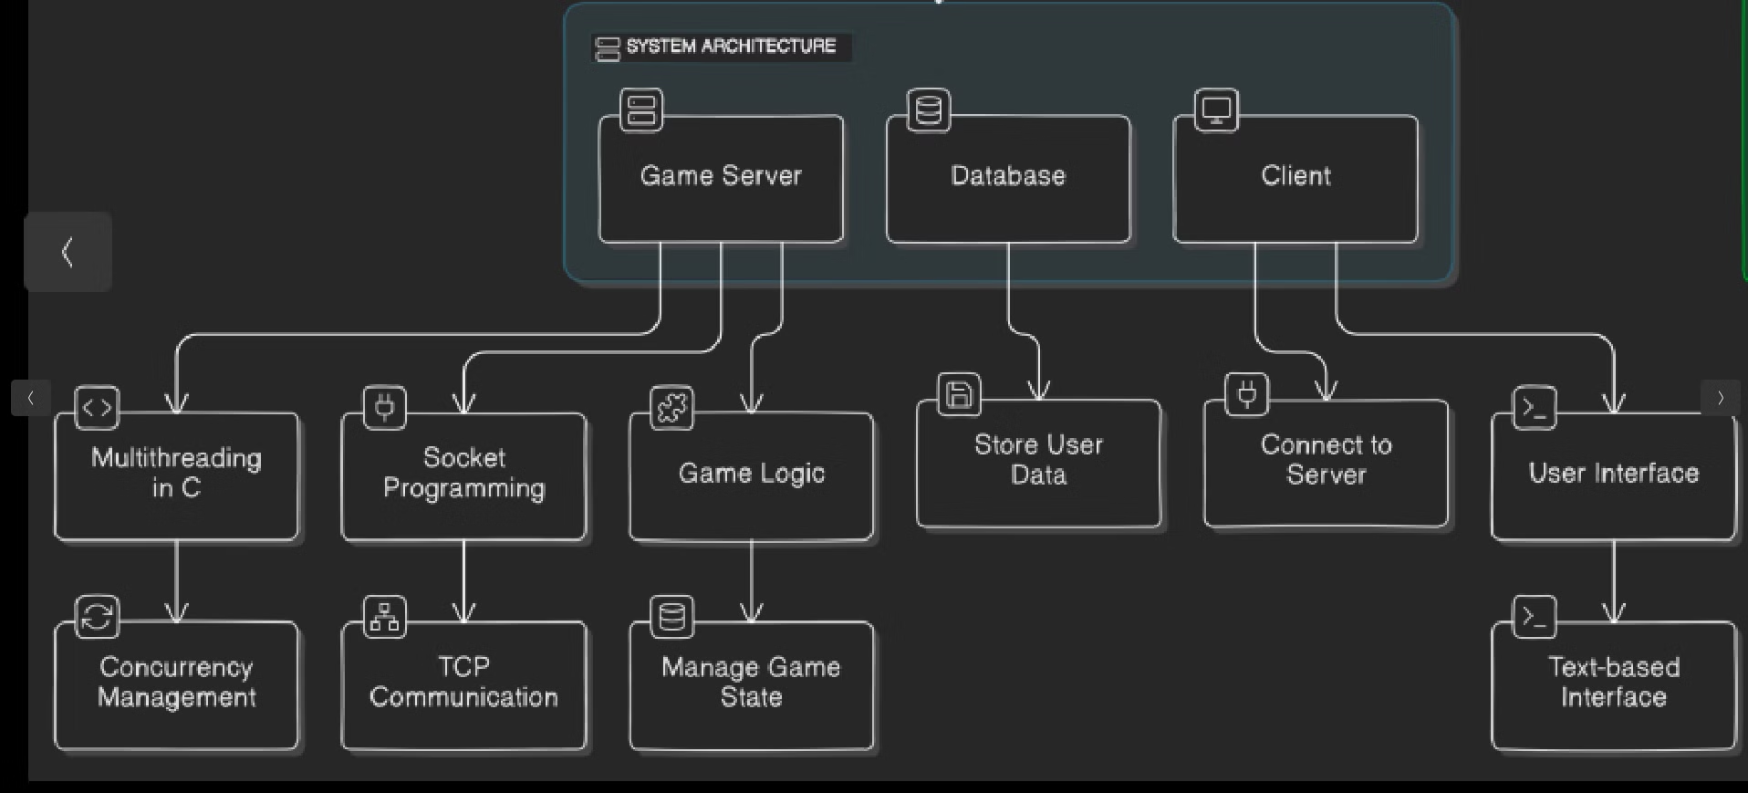 SYSTEM ARCHITECTURE
Game Server
Database
Client
Multithreading
in C
Socket
Programming
Game Logic
Store User
Data
Connect to
Server
User Interface
Concurrency
Management
TCP
Communication
Manage Game
State
Text-based
Interface